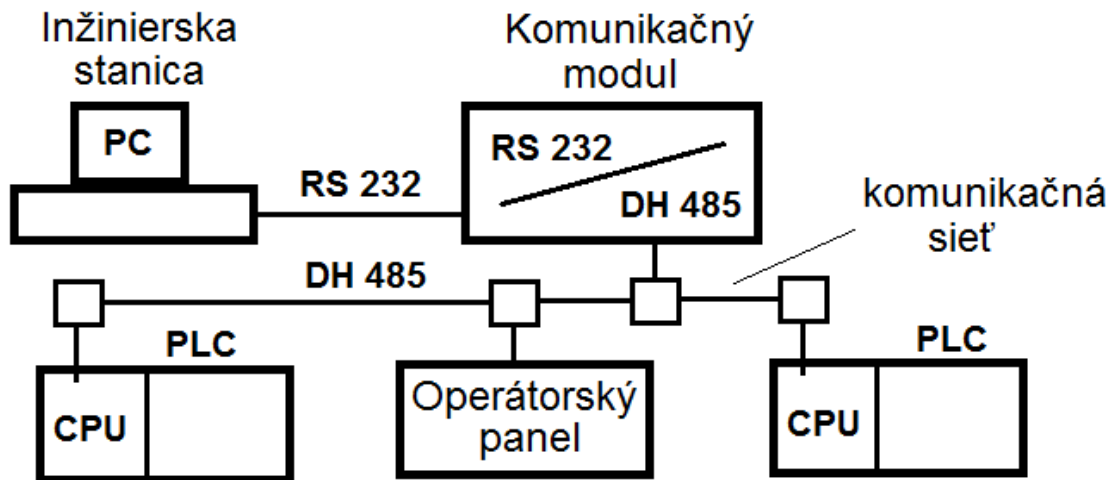 Inžinierska
stanica
PC
RS 232
Komunikačný
modul
RS 232
DH 485
komunikačná
sieť
DH 485
PLC
CPU
Operátorský
panel
PLC
CPU